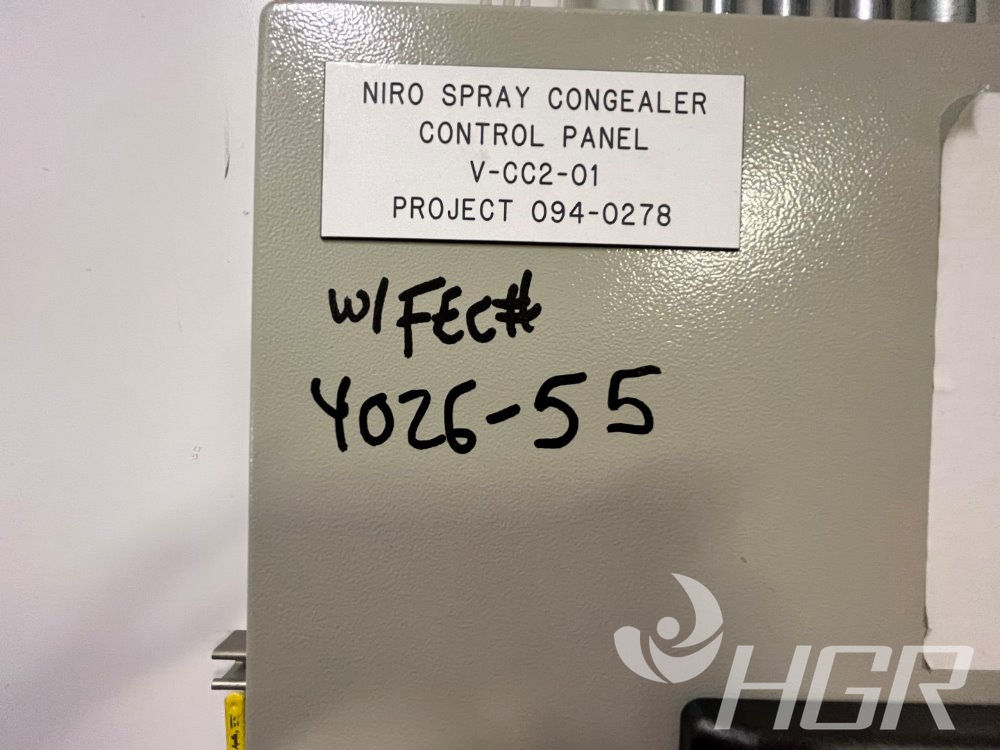 NIRO SPRAY CONGEALER
CONTROL PANEL
V-CC2-01
PROJECT 094-0278
w/ FEC#
4026-55
HGR